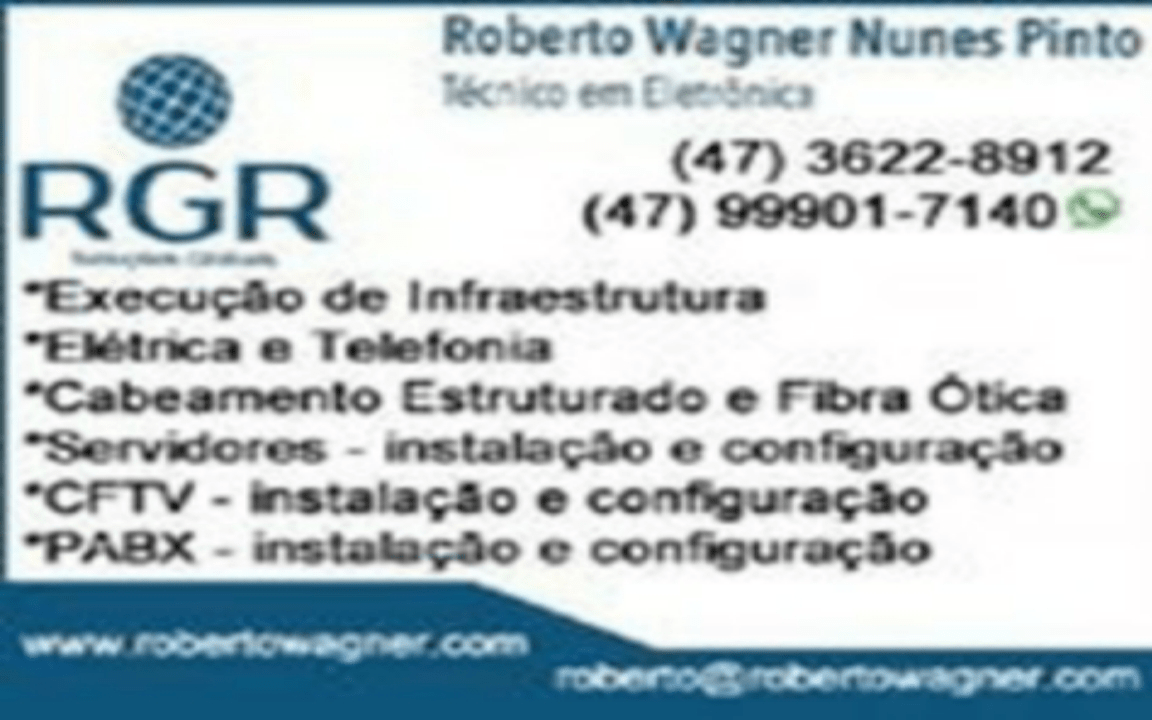 Roberto Wagner Nunes Pinto
Técnico em Eletrônica
(47) 3622-8912
(47) 99901-7140
RGR
*Execução de Infraestrutura
*Elétrica e Telefonia
*Cabeamento Estruturado e Fibra Ótica
*Servidores - instalação e configuração
*CFTV - instalação e configuração
*PABX - instalação e configuração
www.robertowagner.com
roberto@robertowagner.com